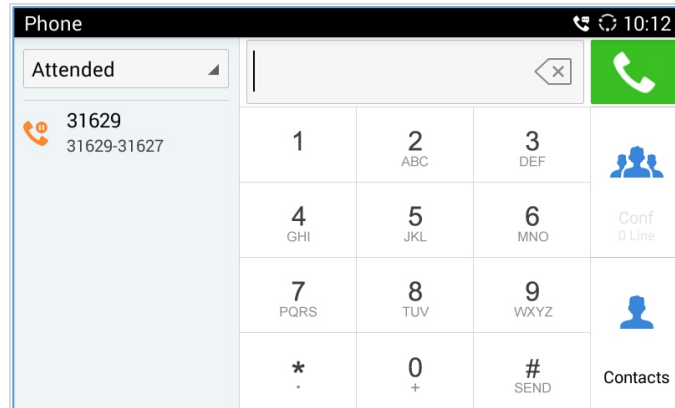 Phone
10:12
Attended
31629
31629-31627
1
2
3
ABC
DEF
4
5
6
GHI
JKL
MNO
7
8
9
PQRS
TUV
WXYZ
*
0
#
.
+
SEND
Conf
0 Line
Contacts